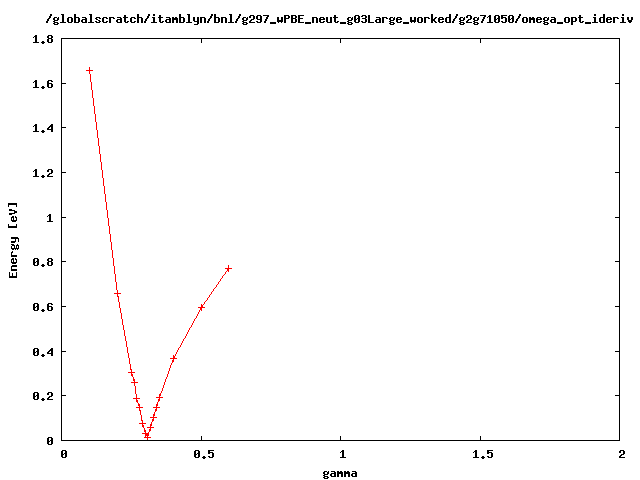 /globalscratch/itamblyn/bnl/g297_wPBE_neut_g03Large_worked/g2g71050/omega_opt_ideriv
1.8
1.6
1.4
1.2
1
0.8
0.6
0.4
0.2
0
Energy [eV]
0 0.5 1 1.5 2
gamma